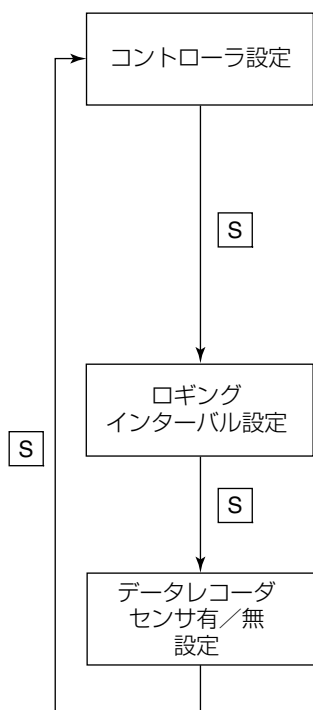 コントローラ設定
S
ロギング
インターバル設定
S
S
データレコーダ
センサ有／無
設定